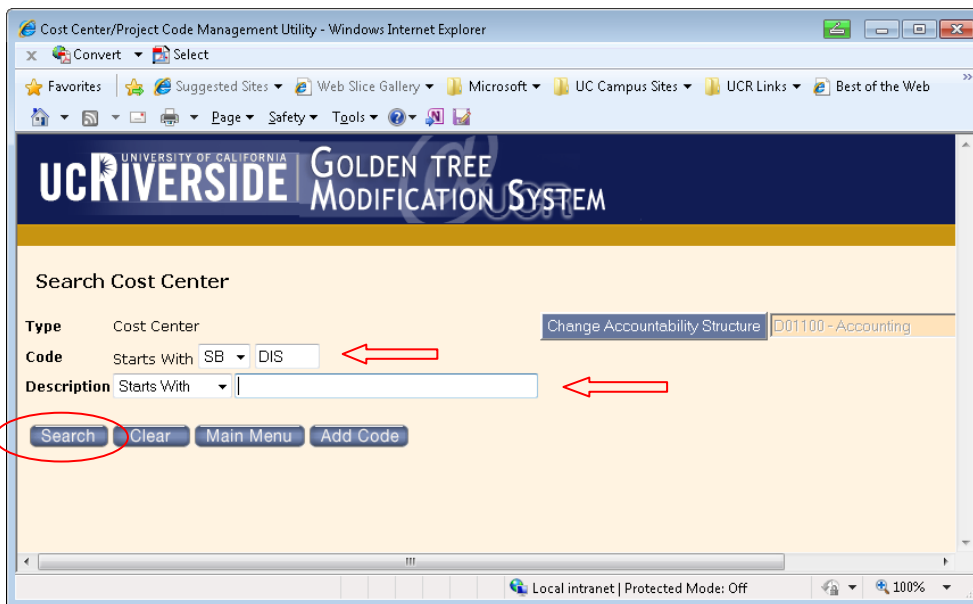 Cost Center/Project Code Management Utility - Windows Internet Explorer
x Convert Select
Favorites Suggested Sites Web Slice Gallery Microsoft UC Campus Sites UCR Links Best of the Web »
Page Safety Tools
UNIVERSITY OF CALIFORNIA
UCRIVERSIDE GOLDEN TREE
MODIFICATION SYSTEM
@UCR
Search Cost Center
Type Cost Center Change Accountability Structure D01100 - Accounting
Code Starts With SB DIS
Description Starts With
Search Clear Main Menu Add Code
Local intranet | Protected Mode: Off 100%